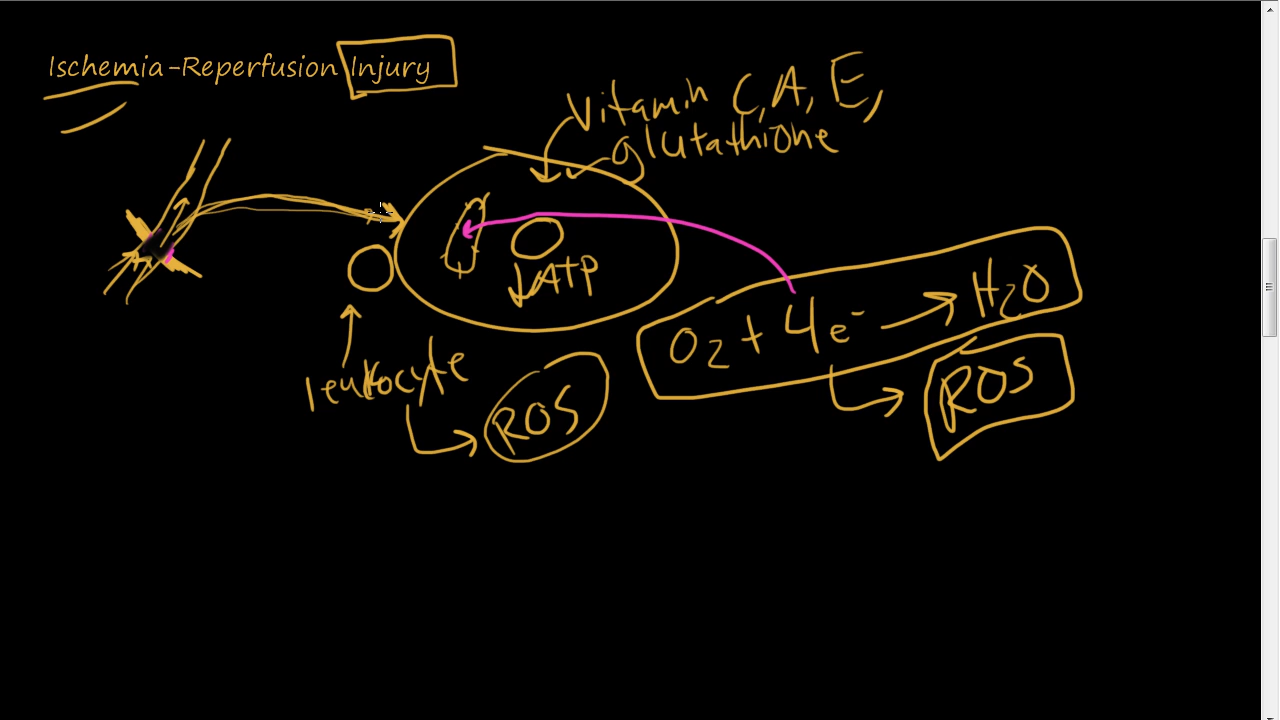 Ischemia-Reperfusion Injury
Vitamin C, A, E,
glutathione
↓ATP
O2 + 4e- → H2O
leukocyte
ROS
ROS